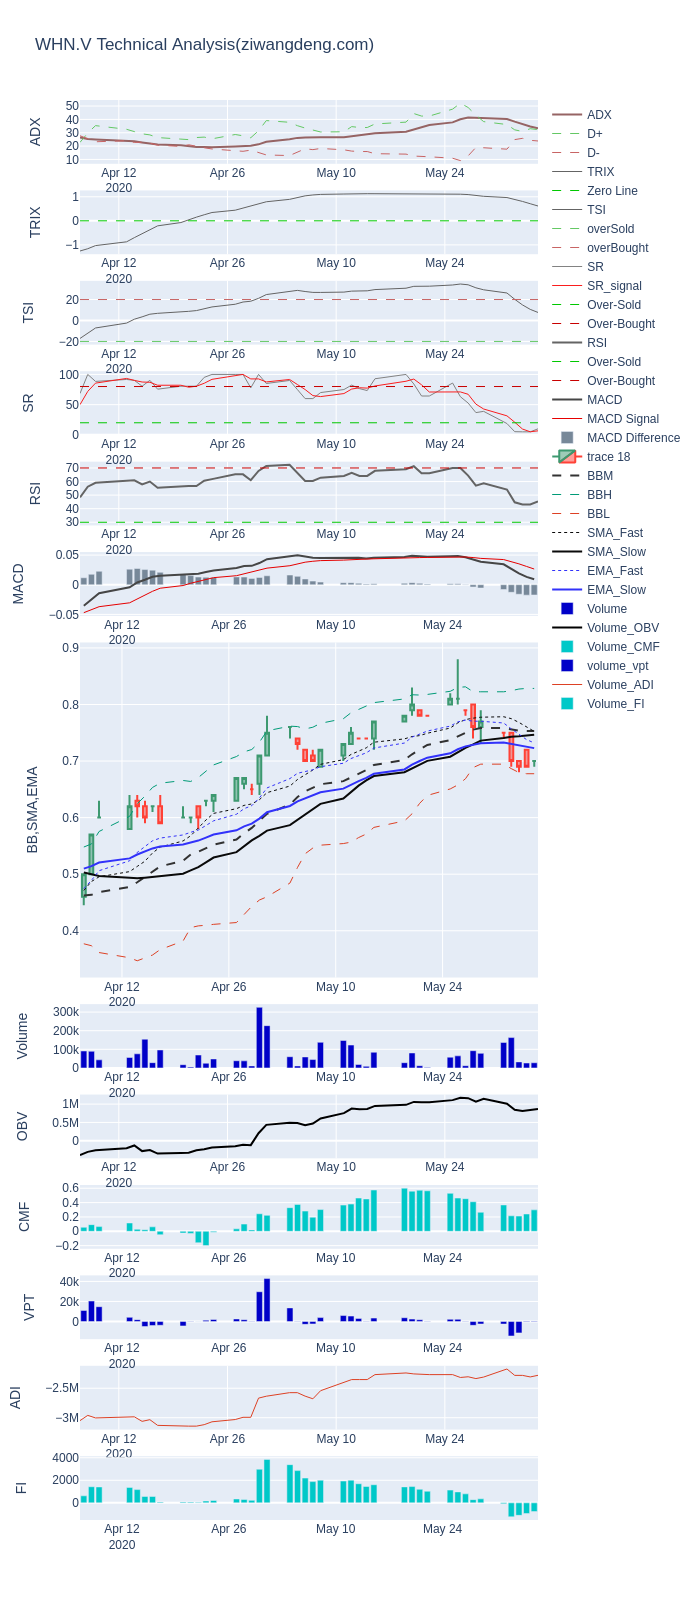 WHN.V Technical Analysis(ziwangdeng.com)
ADX
50
40
30
20
10
Apr 12
2020
Apr 26
May 10
May 24
TRIX
1
0
−1
Apr 12
2020
Apr 26
May 10
May 24
TSI
20
0
−20
Apr 12
2020
Apr 26
May 10
May 24
SR
100
50
0
Apr 12
2020
Apr 26
May 10
May 24
RSI
70
60
50
40
30
Apr 12
2020
Apr 26
May 10
May 24
MACD
0.05
0
−0.05
Apr 12
2020
Apr 26
May 10
May 24
BB,SMA,EMA
0.9
0.8
0.7
0.6
0.5
0.4
Apr 12
2020
Apr 26
May 10
May 24
Volume
300k
200k
100k
0
Apr 12
2020
Apr 26
May 10
May 24
OBV
1M
0.5M
0
Apr 12
2020
Apr 26
May 10
May 24
CMF
0.6
0.4
0.2
0
−0.2
Apr 12
2020
Apr 26
May 10
May 24
VPT
40k
20k
0
Apr 12
2020
Apr 26
May 10
May 24
ADI
−2.5M
−3M
Apr 12
2020
Apr 26
May 10
May 24
FI
4000
2000
0
Apr 12
2020
Apr 26
May 10
May 24
ADX
D+
D-
TRIX
Zero Line
TSI
overSold
overBought
SR
SR_signal
Over-Sold
Over-Bought
RSI
Over-Sold
Over-Bought
MACD
MACD Signal
MACD Difference
trace 18
BBM
BBH
BBL
SMA_Fast
SMA_Slow
EMA_Fast
EMA_Slow
Volume
Volume_OBV
Volume_CMF
volume_vpt
Volume_ADI
Volume_FI